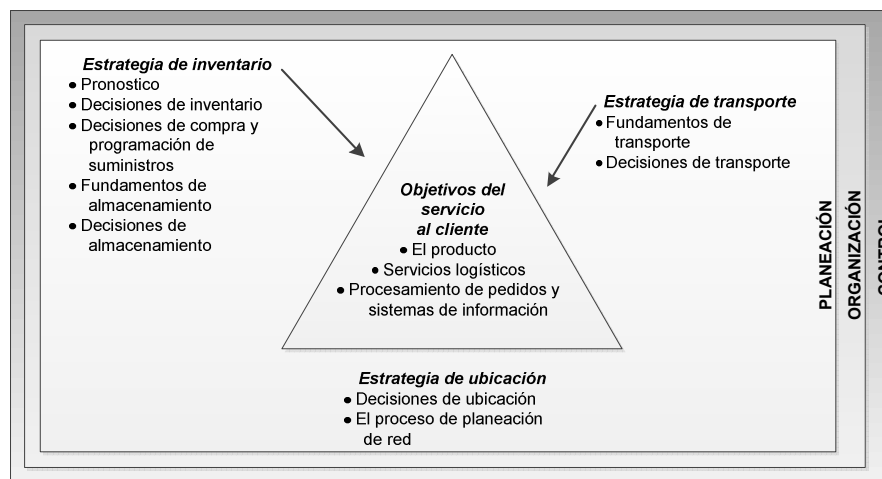 Estrategia de inventario
● Pronostico
● Decisiones de inventario
● Decisiones de compra y
programación de
suministros
● Fundamentos de
almacenamiento
● Decisiones de
almacenamiento
Estrategia de transporte
● Fundamentos de
transporte
● Decisiones de transporte
Objetivos del
servicio
al cliente
● El producto
● Servicios logísticos
● Procesamiento de pedidos y
sistemas de información
Estrategia de ubicación
● Decisiones de ubicación
● El proceso de planeación
de red
PLANEACIÓN
ORGANIZACIÓN